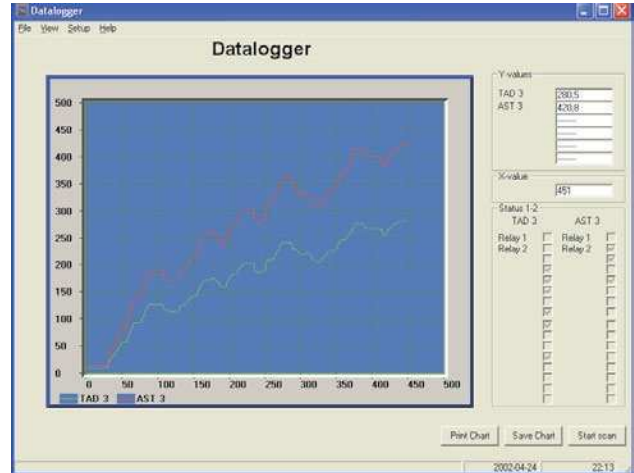 Datalogger
File View Setup Help
Datalogger
500
450
400
350
300
250
200
150
100
50
0
0 50 100 150 200 250 300 350 400 450 500
TAD 3 AST 3
Y-values
TAD 3 280,5
AST 3 420,8
X-value
451
Status 1-2
TAD 3 AST 3
Relay 1 Relay 1
Relay 2 Relay 2
Print Chart Save Chart Start scan
2002-04-24 22:13